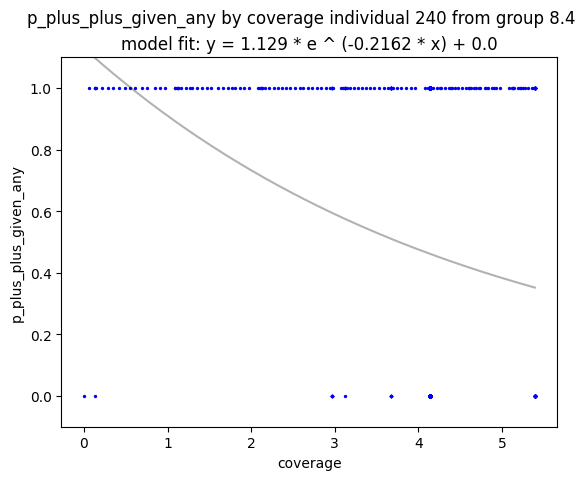 p_plus_plus_given_any by coverage individual 240 from group 8.4
model fit: y = 1.129 * e ^ (-0.2162 * x) + 0.0
1.0
0.8
0.6
0.4
0.2
0.0
p_plus_plus_given_any
0 1 2 3 4 5
coverage